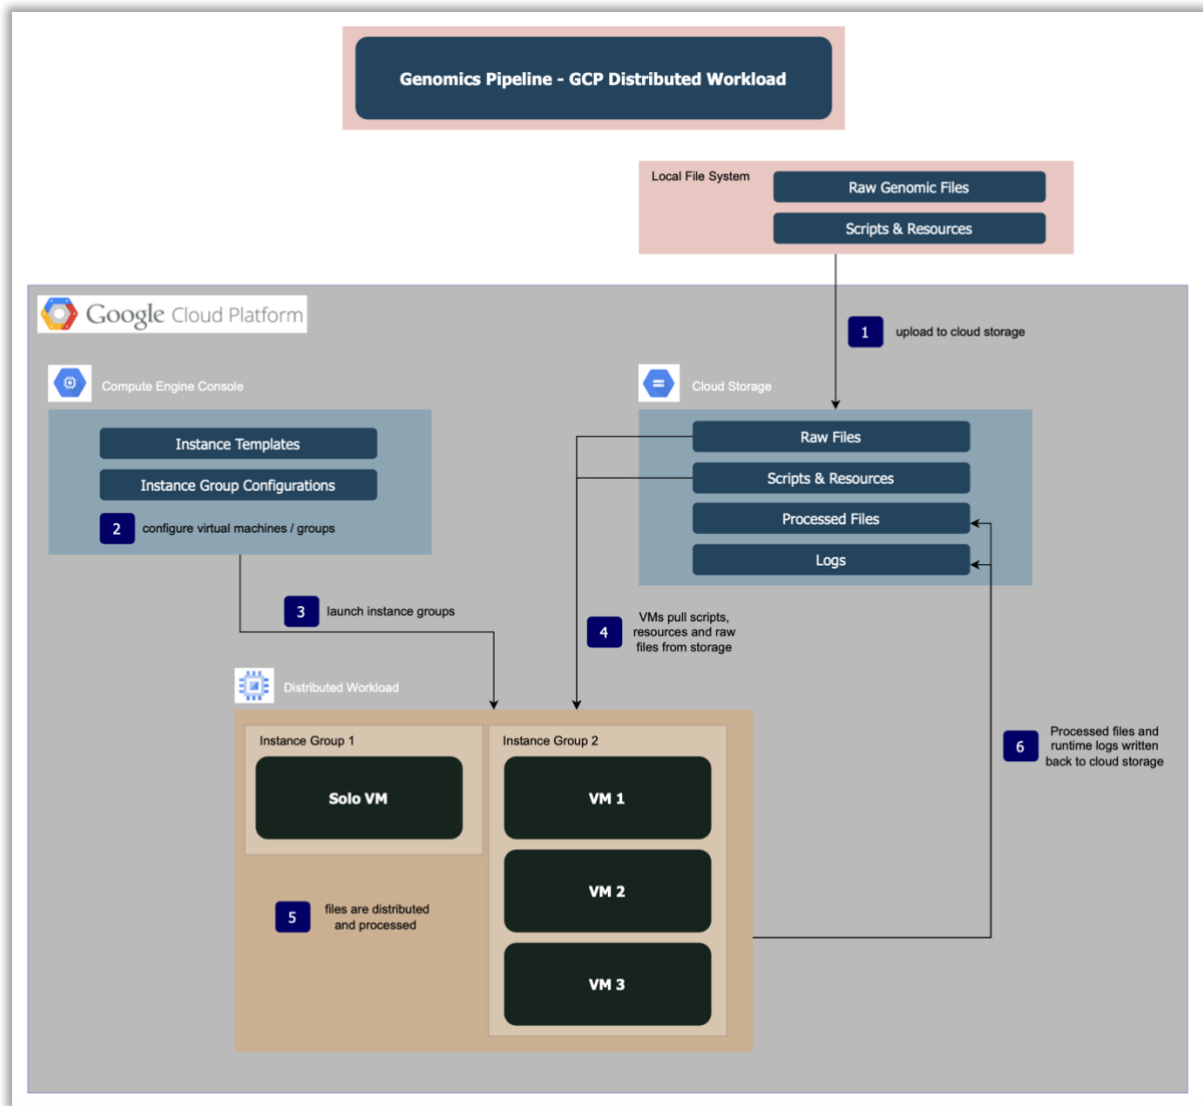 Genomics Pipeline - GCP Distributed Workload
Local File System
Raw Genomic Files
Scripts & Resources
Google Cloud Platform
1
upload to cloud storage
Compute Engine Console
Instance Templates
Instance Group Configurations
2
configure virtual machines / groups
Cloud Storage
Raw Files
Scripts & Resources
Processed Files
Logs
3
launch instance groups
4
VMs pull scripts,
resources and raw
files from storage
Distributed Workload
Instance Group 1
Solo VM
Instance Group 2
VM 1
VM 2
VM 3
5
files are distributed
and processed
6
Processed files and
runtime logs written
back to cloud storage